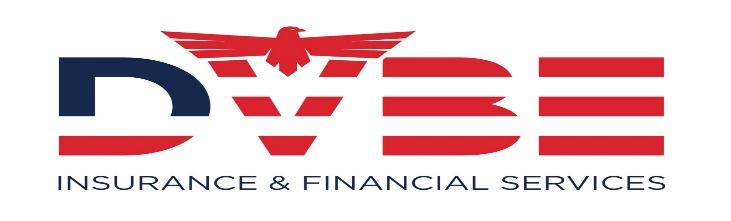 DVBE
INSURANCE & FINANCIAL SERVICES